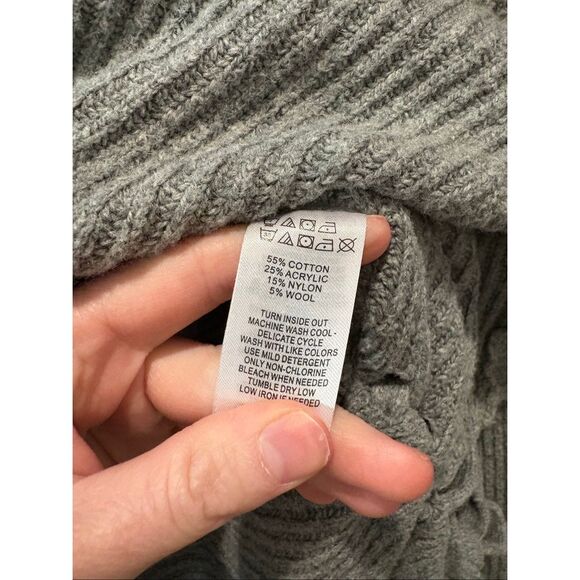 55% COTTON
25% ACRYLIC
15% NYLON
5% WOOL
TURN INSIDE OUT
MACHINE WASH COOL -
DELICATE CYCLE
WASH WITH LIKE COLORS
USE MILD DETERGENT
ONLY NON-CHLORINE
BLEACH WHEN NEEDED
TUMBLE DRY LOW
LOW IRON IS NEEDED